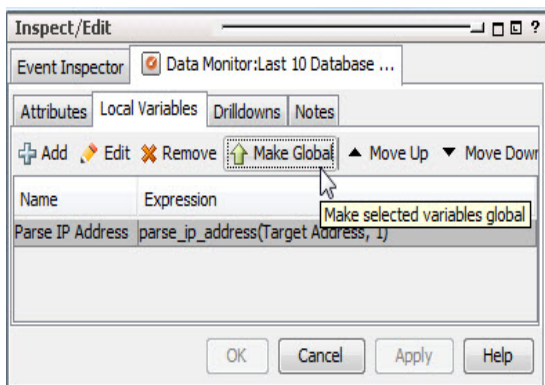 Inspect/Edit ?
Event Inspector Data Monitor:Last 10 Database ...
Attributes Local Variables Drilldowns Notes
Add Edit Remove Make Global Move Up Move Down
Name Expression
Make selected variables global
Parse IP Address parse_ip_address(Target Address, 1)
OK Cancel Apply Help